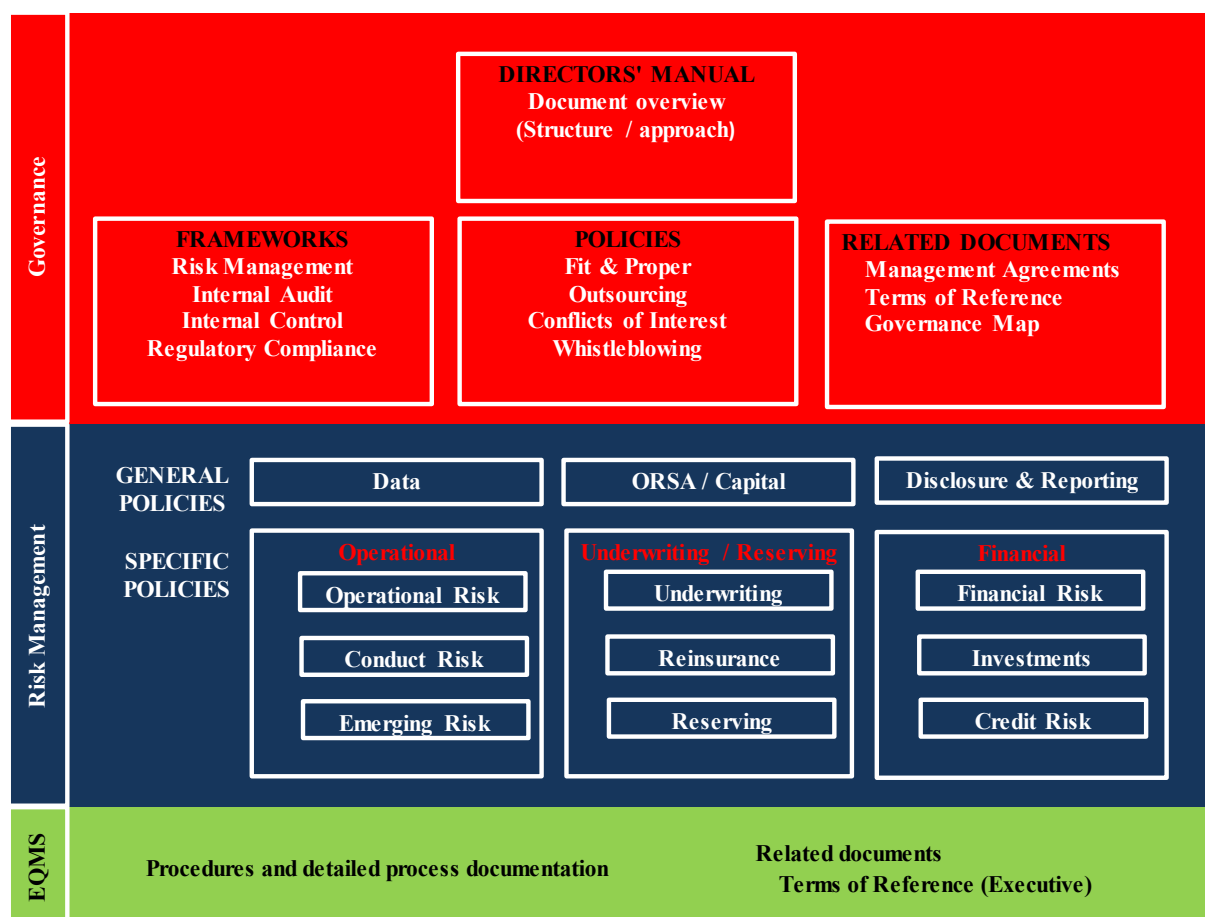 Governance
DIRECTORS' MANUAL
Document overview
(Structure / approach)
FRAMEWORKS
Risk Management
Internal Audit
Internal Control
Regulatory Compliance
POLICIES
Fit & Proper
Outsourcing
Conflicts of Interest
Whistleblowing
RELATED DOCUMENTS
Management Agreements
Terms of Reference
Governance Map
Risk Management
GENERAL
POLICIES
Data
ORSA / Capital
Disclosure & Reporting
SPECIFIC
POLICIES
Operational
Operational Risk
Conduct Risk
Emerging Risk
Underwriting / Reserving
Underwriting
Reinsurance
Reserving
Financial
Financial Risk
Investments
Credit Risk
EQMS
Procedures and detailed process documentation
Related documents
Terms of Reference (Executive)